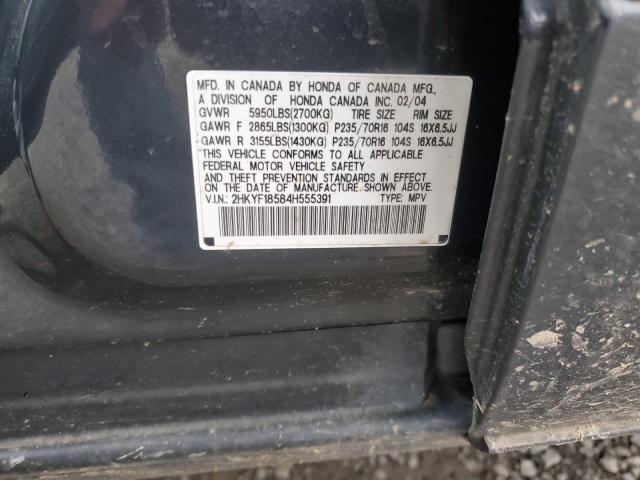 MFD. IN CANADA BY HONDA OF CANADA MFG.,
A DIVISION OF HONDA CANADA INC. 02/04
GVWR 5950LBS(2700KG) TIRE SIZE RIM SIZE
GAWR F 2865LBS(1300KG) P235/70R16 104S 16X6.5JJ
GAWR R 3155LBS(1430KG) P235/70R16 104S 16X6.5JJ
THIS VEHICLE CONFORMS TO ALL APPLICABLE
FEDERAL MOTOR VEHICLE SAFETY
AND THEFT PREVENTION STANDARDS IN EFFECT
ON THE DATE OF MANUFACTURE SHOWN ABOVE.
V.I.N.: 2HKYF18584H555391 TYPE: MPV